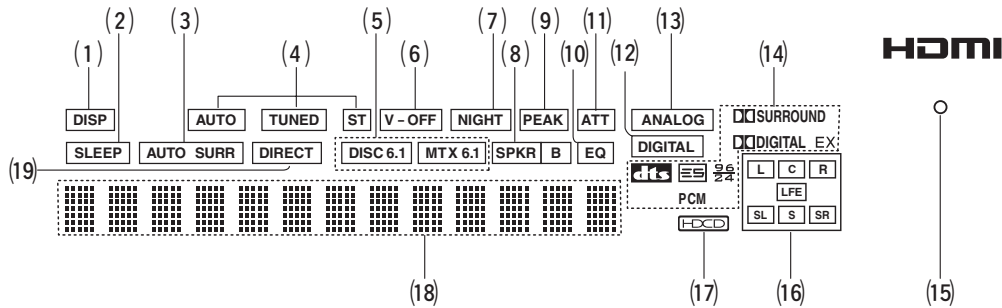 (2) (3) (5) (7) (9) (11)
(1) (4) (6) (8) (10) (12) (13) (14) HDMI
DISP AUTO TUNED ST V – OFF NIGHT PEAK ATT ANALOG DD SURROUND
SLEEP AUTO SURR DIRECT DISC 6.1 MTX 6.1 SPKR B EQ DIGITAL DD DIGITAL EX
(19) dts ES 96/24 L C R
PCM LFE
HDCD SL S SR
(18) (17) (16) (15)